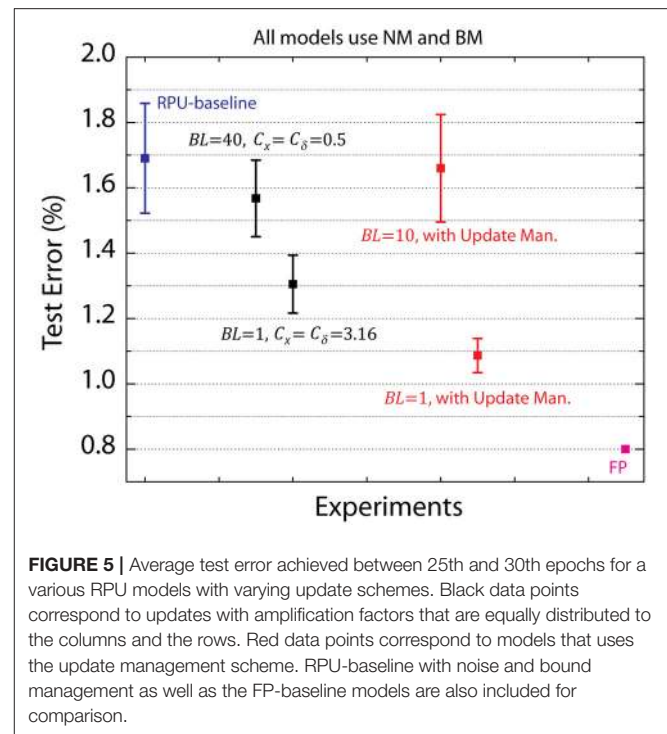 All models use NM and BM
2.0
1.8
1.6
1.4
1.2
1.0
0.8
Test Error (%)
RPU-baseline
BL=40, Cx= Cδ=0.5
BL=10, with Update Man.
BL=1, Cx= Cδ=3.16
BL=1, with Update Man.
FP
Experiments
FIGURE 5 | Average test error achieved between 25th and 30th epochs for a
various RPU models with varying update schemes. Black data points
correspond to updates with amplification factors that are equally distributed to
the columns and the rows. Red data points correspond to models that uses
the update management scheme. RPU-baseline with noise and bound
management as well as the FP-baseline models are also included for
comparison.